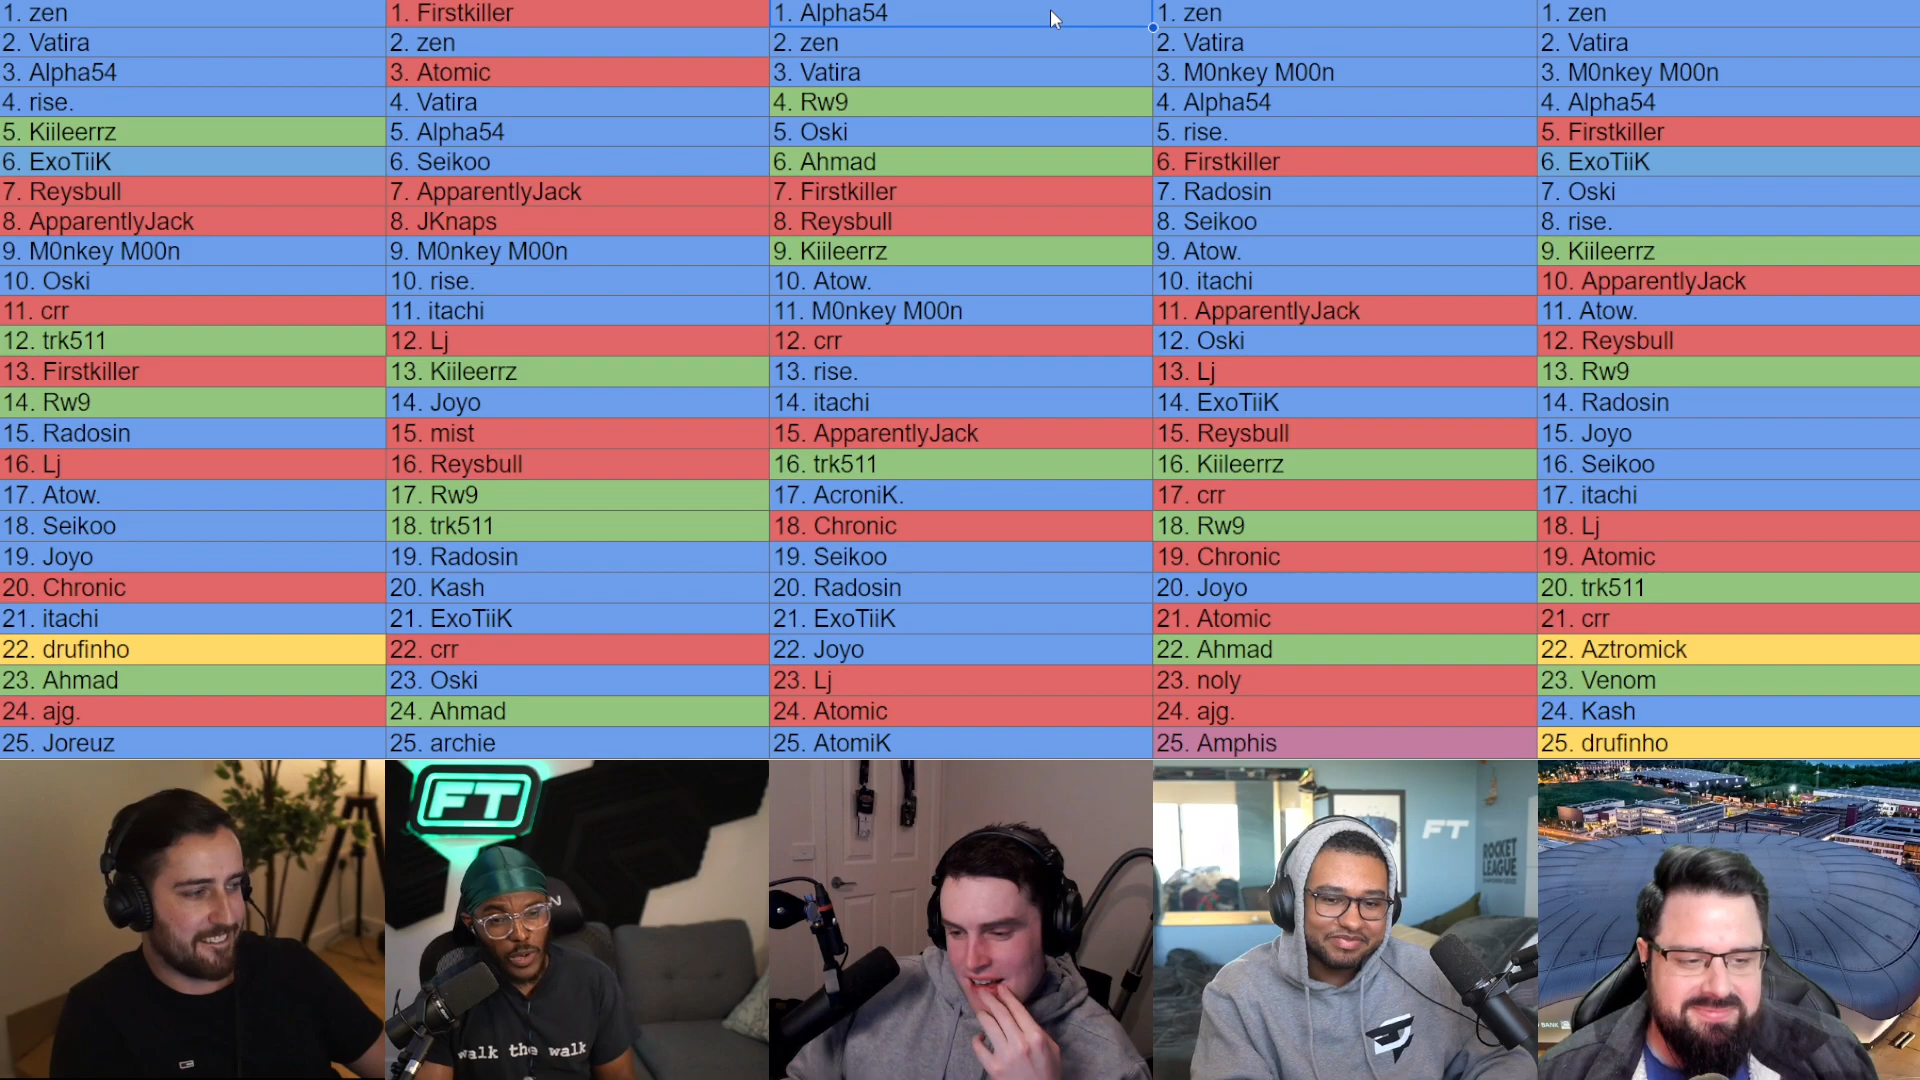 1. zen
2. Vatira
3. Alpha54
4. rise.
5. Kiileerrz
6. ExoTiiK
7. Reysbull
8. ApparentlyJack
9. M0nkey M00n
10. Oski
11. crr
12. trk511
13. Firstkiller
14. Rw9
15. Radosin
16. Lj
17. Atow.
18. Seikoo
19. Joyo
20. Chronic
21. itachi
22. drufinho
23. Ahmad
24. ajg.
25. Joreuz
1. Firstkiller
2. zen
3. Atomic
4. Vatira
5. Alpha54
6. Seikoo
7. ApparentlyJack
8. JKnaps
9. M0nkey M00n
10. rise.
11. itachi
12. Lj
13. Kiileerrz
14. Joyo
15. mist
16. Reysbull
17. Rw9
18. trk511
19. Radosin
20. Kash
21. ExoTiiK
22. crr
23. Oski
24. Ahmad
25. archie
1. Alpha54
2. zen
3. Vatira
4. Rw9
5. Oski
6. Ahmad
7. Firstkiller
8. Reysbull
9. Kiileerrz
10. Atow.
11. M0nkey M00n
12. crr
13. rise.
14. itachi
15. ApparentlyJack
16. trk511
17. AcroniK.
18. Chronic
19. Seikoo
20. Radosin
21. ExoTiiK
22. Joyo
23. Lj
24. Atomic
25. AtomiK
1. zen
2. Vatira
3. M0nkey M00n
4. Alpha54
5. rise.
6. Firstkiller
7. Radosin
8. Seikoo
9. Atow.
10. itachi
11. ApparentlyJack
12. Oski
13. Lj
14. ExoTiiK
15. Reysbull
16. Kiileerrz
17. crr
18. Rw9
19. Chronic
20. Joyo
21. Atomic
22. Ahmad
23. noly
24. ajg.
25. Amphis
1. zen
2. Vatira
3. M0nkey M00n
4. Alpha54
5. Firstkiller
6. ExoTiiK
7. Oski
8. rise.
9. Kiileerrz
10. ApparentlyJack
11. Atow.
12. Reysbull
13. Rw9
14. Radosin
15. Joyo
16. Seikoo
17. itachi
18. Lj
19. Atomic
20. trk511
21. crr
22. Aztromick
23. Venom
24. Kash
25. drufinho
FT
walk the walk
FT
ROCKET
LEAGUE
BANK